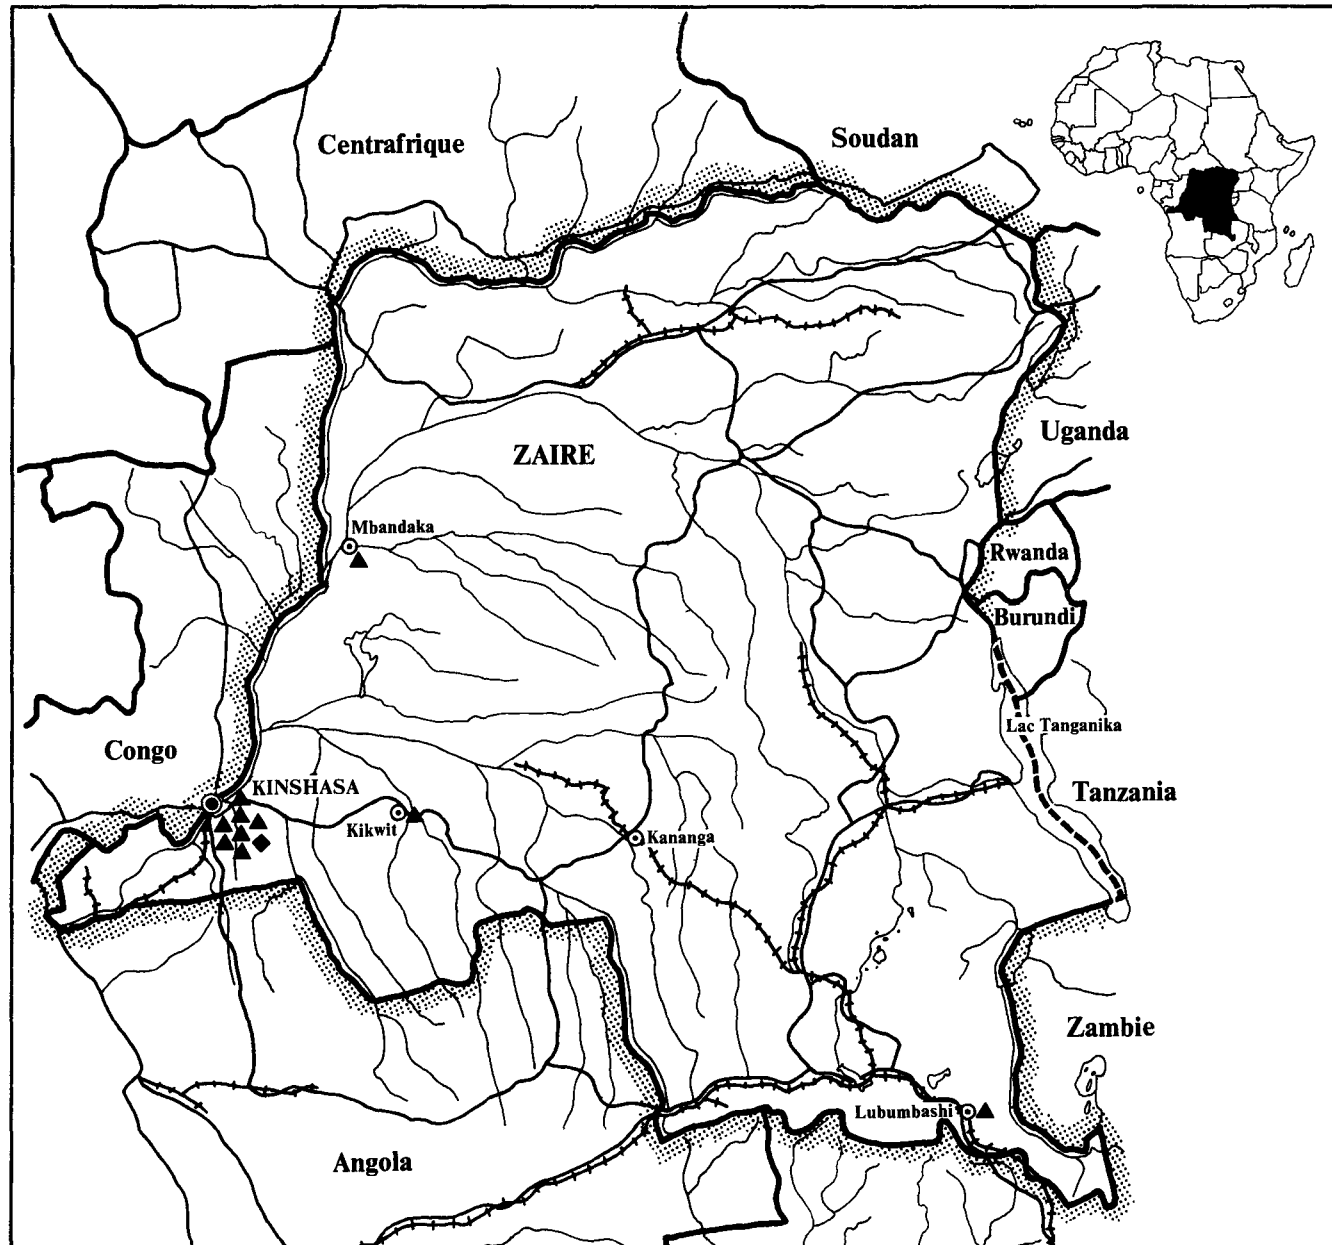 Centrafrique
Soudan
Uganda
ZAIRE
Mbandaka
Rwanda
Burundi
Lac Tanganika
Congo
KINSHASA
Tanzania
Kikwit
Kananga
Zambie
Lubumbashi
Angola